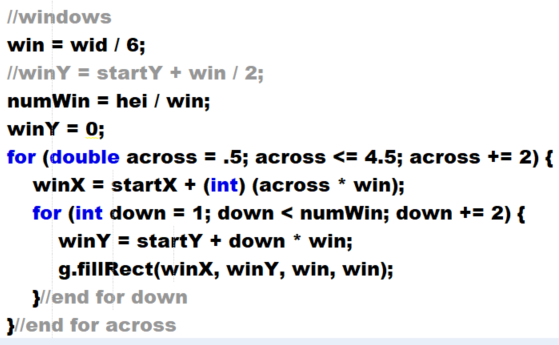 //windows
win = wid / 6;
//winY = startY + win / 2;
numWin = hei / win;
winY = 0;
for (double across = .5; across <= 4.5; across += 2) {
winX = startX + (int) (across * win);
for (int down = 1; down < numWin; down += 2) {
winY = startY + down * win;
g.fillRect(winX, winY, win, win);
}//end for down
}//end for across